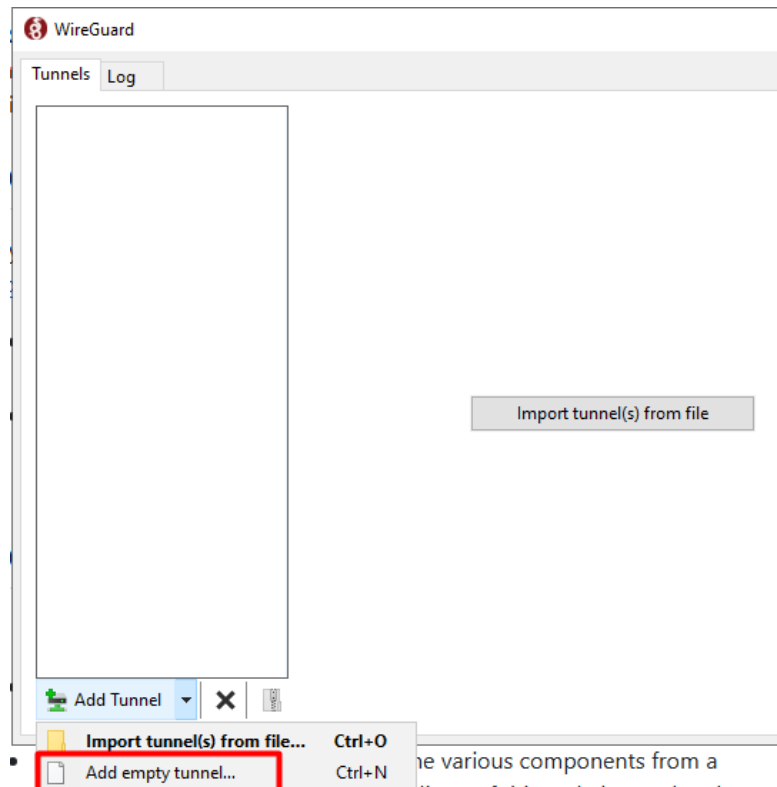 WireGuard
Tunnels Log
Import tunnel(s) from file
Add Tunnel
Import tunnel(s) from file... Ctrl+O
Add empty tunnel... Ctrl+N
he various components from a